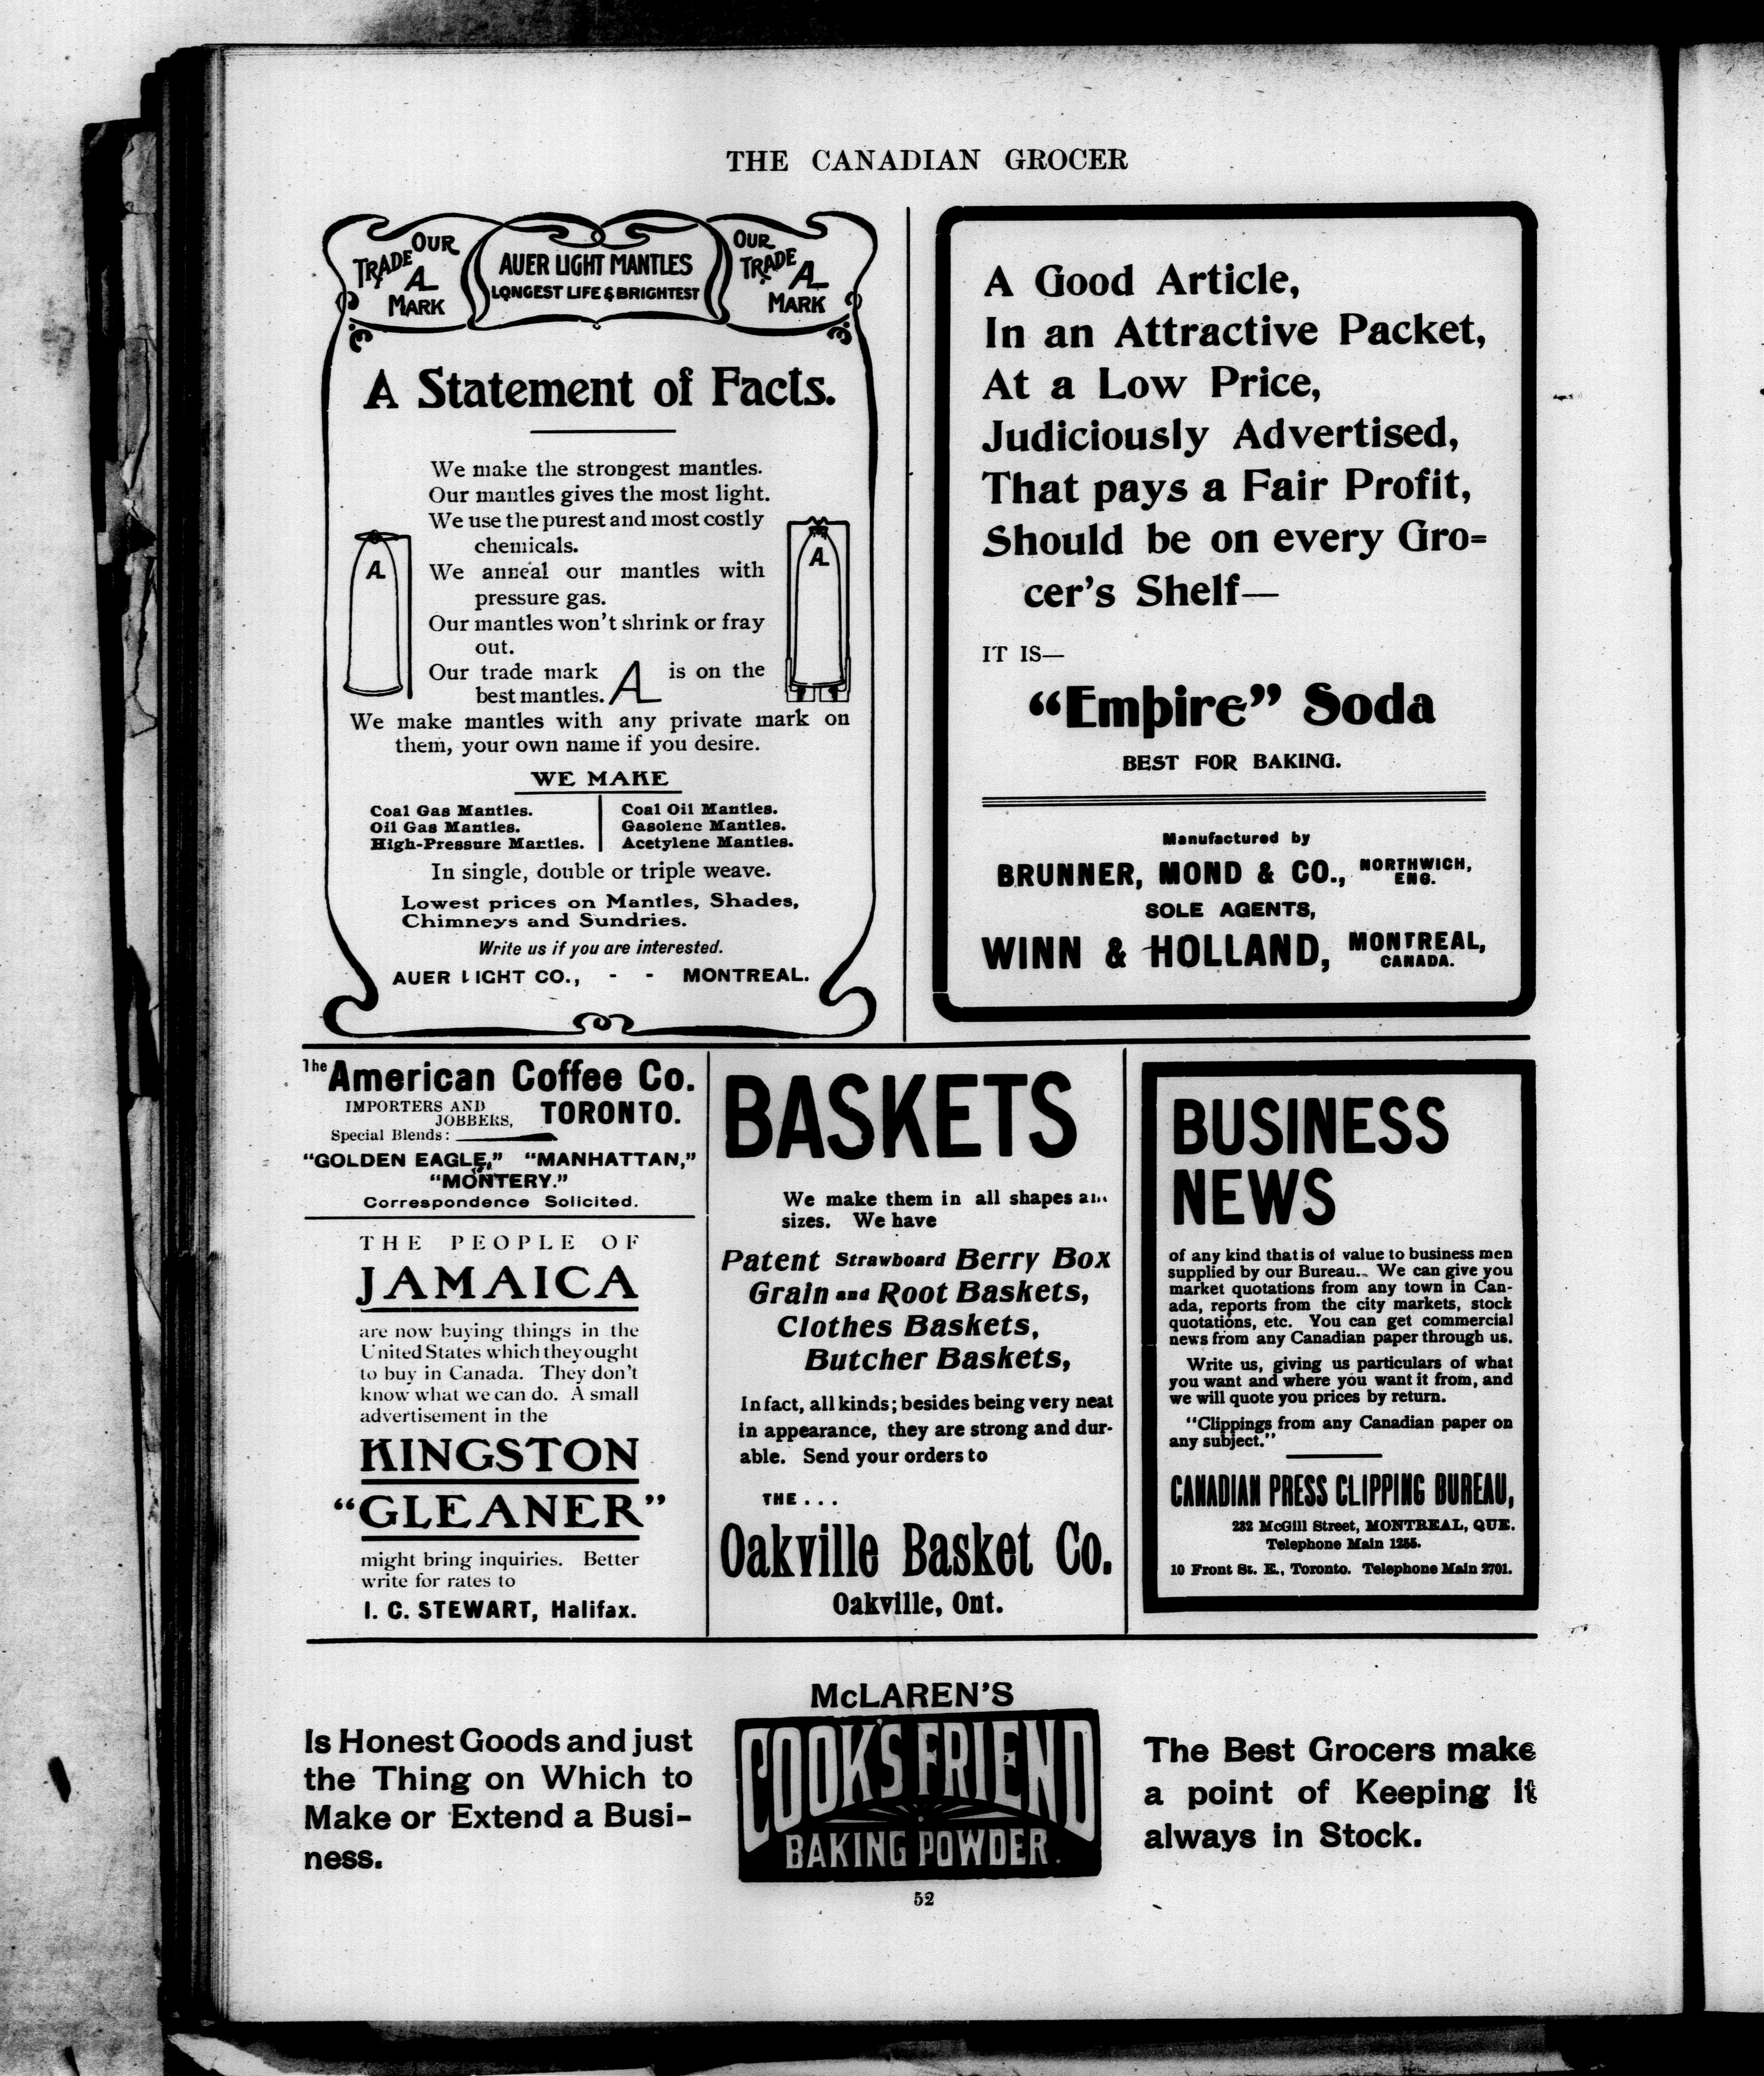 THE CANADIAN GROCER
OUR
TRADE
AL
MARK
AUER LIGHT MANTLES
LONGEST LIFE & BRIGHTEST
OUR
TRADE
AL
MARK
A Statement of Facts.
We make the strongest mantles.
Our mantles gives the most light.
We use the purest and most costly
chemicals.
We anneal our mantles with
pressure gas.
Our mantles won't shrink or fray
out.
Our trade mark AL is on the
best mantles.
AL
AL
We make mantles with any private mark on
them, your own name if you desire.
WE MAKE
Coal Gas Mantles.
Oil Gas Mantles.
High-Pressure Mantles.
Coal Oil Mantles.
Gasolene Mantles.
Acetylene Mantles.
In single, double or triple weave.
Lowest prices on Mantles, Shades,
Chimneys and Sundries.
Write us if you are interested.
AUER LIGHT CO., - - MONTREAL.
A Good Article,
In an Attractive Packet,
At a Low Price,
Judiciously Advertised,
That pays a Fair Profit,
Should be on every Gro=
cer's Shelf—
IT IS—
"Empire" Soda
BEST FOR BAKING.
Manufactured by
BRUNNER, MOND & CO., NORTHWICH,
ENG.
SOLE AGENTS,
WINN & HOLLAND, MONTREAL,
CANADA.
The American Coffee Co.
IMPORTERS AND
JOBBERS, TORONTO.
Special Blends:
"GOLDEN EAGLE," "MANHATTAN,"
"MONTERY."
Correspondence Solicited.
THE PEOPLE OF
JAMAICA
are now buying things in the
United States which they ought
to buy in Canada. They don't
know what we can do. A small
advertisement in the
KINGSTON
"GLEANER"
might bring inquiries. Better
write for rates to
I. C. STEWART, Halifax.
BASKETS
We make them in all shapes an
sizes. We have
Patent Strawboard Berry Box
Grain and Root Baskets,
Clothes Baskets,
Butcher Baskets,
In fact, all kinds; besides being very neat
in appearance, they are strong and dur-
able. Send your orders to
THE . . .
Oakville Basket Co.
Oakville, Ont.
BUSINESS
NEWS
of any kind that is of value to business men
supplied by our Bureau. We can give you
market quotations from any town in Can-
ada, reports from the city markets, stock
quotations, etc. You can get commercial
news from any Canadian paper through us.
Write us, giving us particulars of what
you want and where you want it from, and
we will quote you prices by return.
"Clippings from any Canadian paper on
any subject."
CANADIAN PRESS CLIPPING BUREAU,
232 McGill Street, MONTREAL, QUE.
Telephone Main 1255.
10 Front St. E., Toronto. Telephone Main 2701.
Is Honest Goods and just
the Thing on Which to
Make or Extend a Busi-
ness.
McLAREN'S
COOK'S FRIEND
BAKING POWDER.
The Best Grocers make
a point of Keeping it
always in Stock.
52